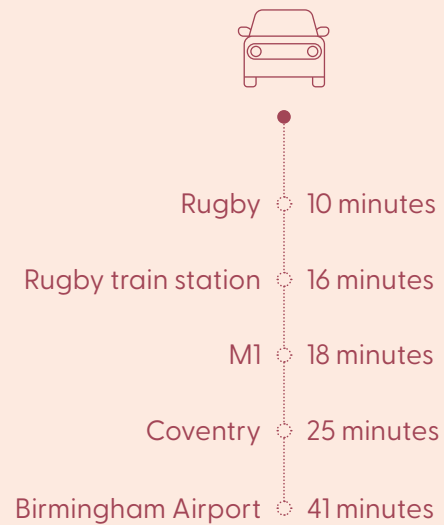 Rugby 10 minutes
Rugby train station 16 minutes
M1 18 minutes
Coventry 25 minutes
Birmingham Airport 41 minutes